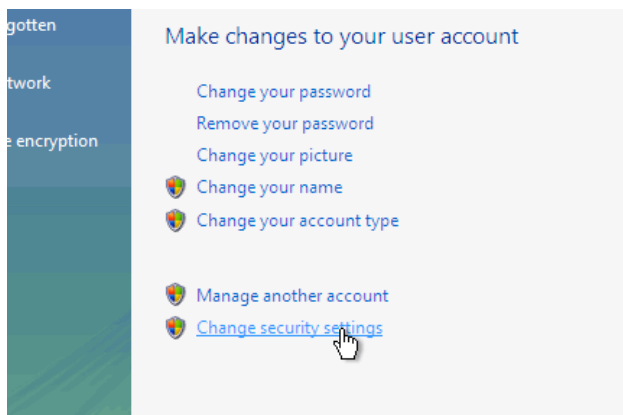 gotten
twork
e encryption
Make changes to your user account
Change your password
Remove your password
Change your picture
Change your name
Change your account type
Manage another account
Change security settings